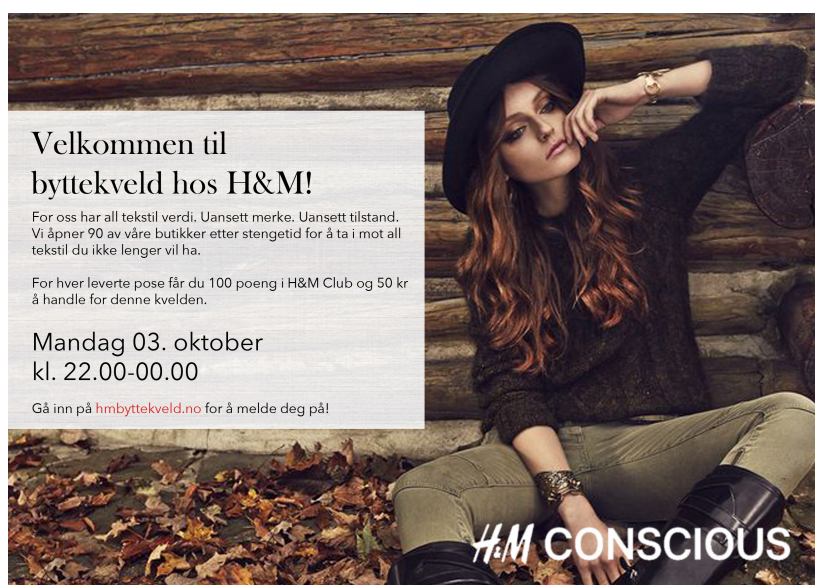 Velkommen til
byttekveld hos H&M!
For oss har all tekstil verdi. Uansett merke. Uansett tilstand.
Vi åpner 90 av våre butikker etter stengetid for å ta i mot all
tekstil du ikke lenger vil ha.
For hver leverte pose får du 100 poeng i H&M Club og 50 kr
å handle for denne kvelden.
Mandag 03. oktober
kl. 22.00-00.00
Gå inn på hmbyttekveld.no for å melde deg på!
H&M CONSCIOUS